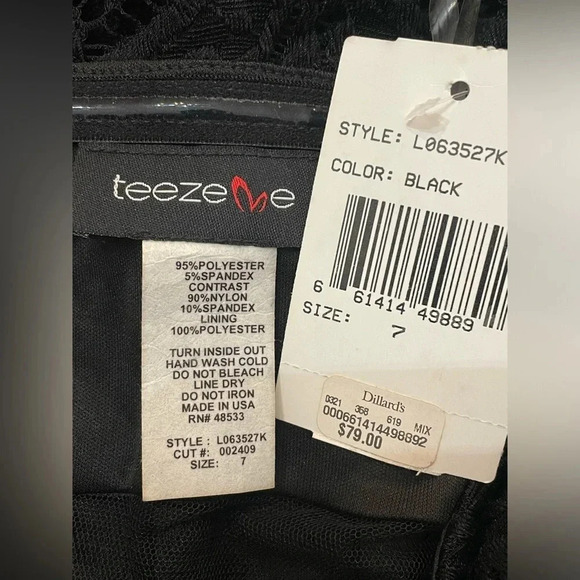 teeze me
95%POLYESTER
5%SPANDEX
CONTRAST
90%NYLON
10%SPANDEX
LINING
100%POLYESTER
TURN INSIDE OUT
HAND WASH COLD
DO NOT BLEACH
LINE DRY
DO NOT IRON
MADE IN USA
RN# 48533
STYLE : L063527K
CUT #: 002409
SIZE: 7
STYLE: L063527K
COLOR: BLACK
6 61414 49889
SIZE: 7
Dillard's
0321 368 619 MIX
000661414498892
$79.00